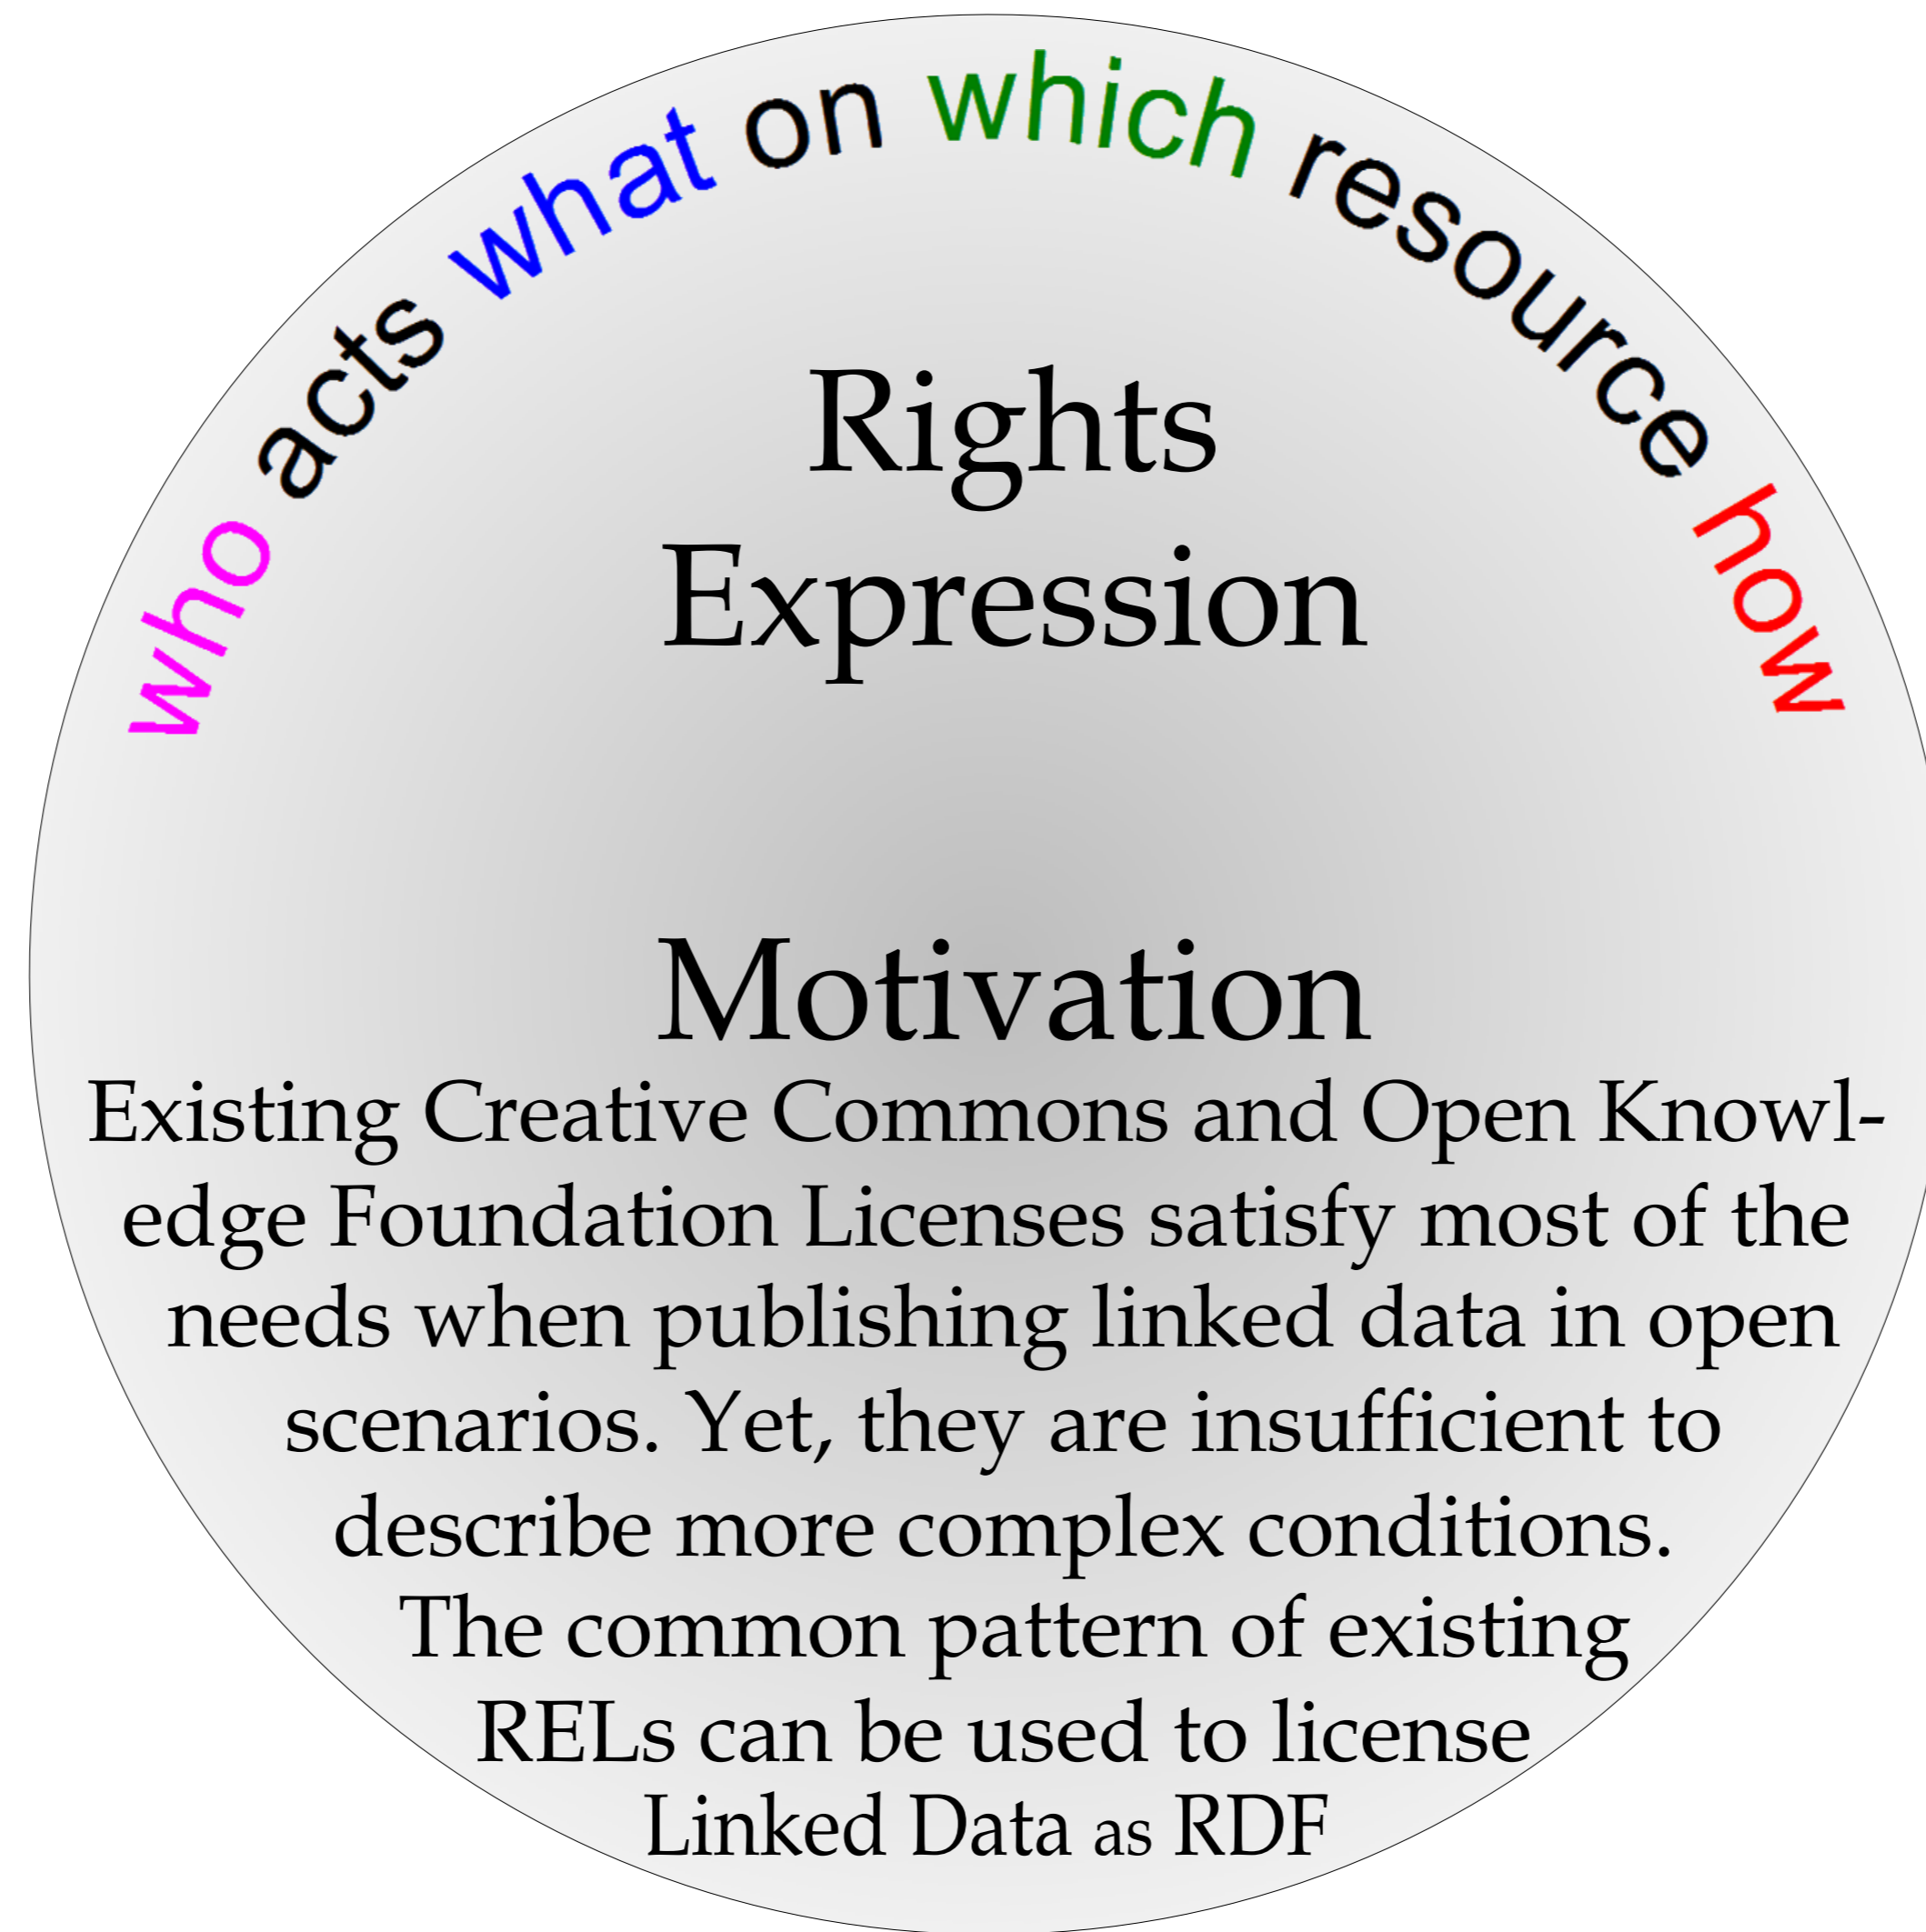 who acts what on which resource how
Rights
Expression
Motivation
Existing Creative Commons and Open Knowl-
edge Foundation Licenses satisfy most of the
needs when publishing linked data in open
scenarios. Yet, they are insufficient to
describe more complex conditions.
The common pattern of existing
RELs can be used to license
Linked Data as RDF